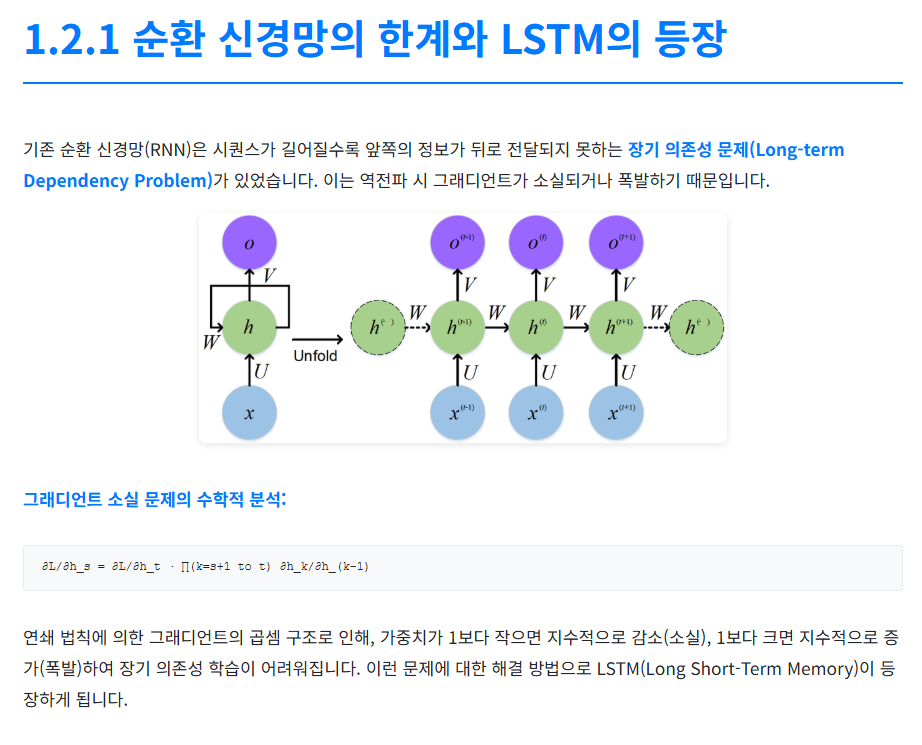 1.2.1 순환 신경망의 한계와 LSTM의 등장
기존 순환 신경망(RNN)은 시퀀스가 길어질수록 앞쪽의 정보가 뒤로 전달되지 못하는 장기 의존성 문제(Long-term
Dependency Problem)가 있었습니다. 이는 역전파 시 그래디언트가 소실되거나 폭발하기 때문입니다.
o o(t-1) o(t) o(t+1)
V V V V
h h(··) W h(t-1) W h(t) W h(t+1) W h(··)
W
Unfold
U U U U
x x(t-1) x(t) x(t+1)
그래디언트 소실 문제의 수학적 분석:
∂L/∂h_s = ∂L/∂h_t · ∏(k=s+1 to t) ∂h_k/∂h_(k-1)
연쇄 법칙에 의한 그래디언트의 곱셈 구조로 인해, 가중치가 1보다 작으면 지수적으로 감소(소실), 1보다 크면 지수적으로 증
가(폭발)하여 장기 의존성 학습이 어려워집니다. 이런 문제에 대한 해결 방법으로 LSTM(Long Short-Term Memory)이 등
장하게 됩니다.